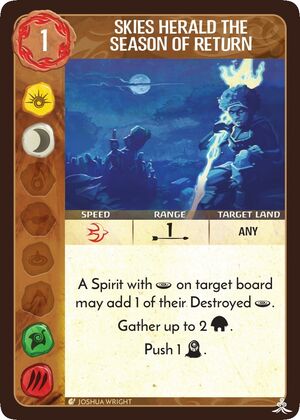 1
SKIES HERALD THE
SEASON OF RETURN
SPEED
RANGE
TARGET LAND
1
ANY
A Spirit with on target board
may add 1 of their Destroyed .
Gather up to 2 .
Push 1 .
JOSHUA WRIGHT